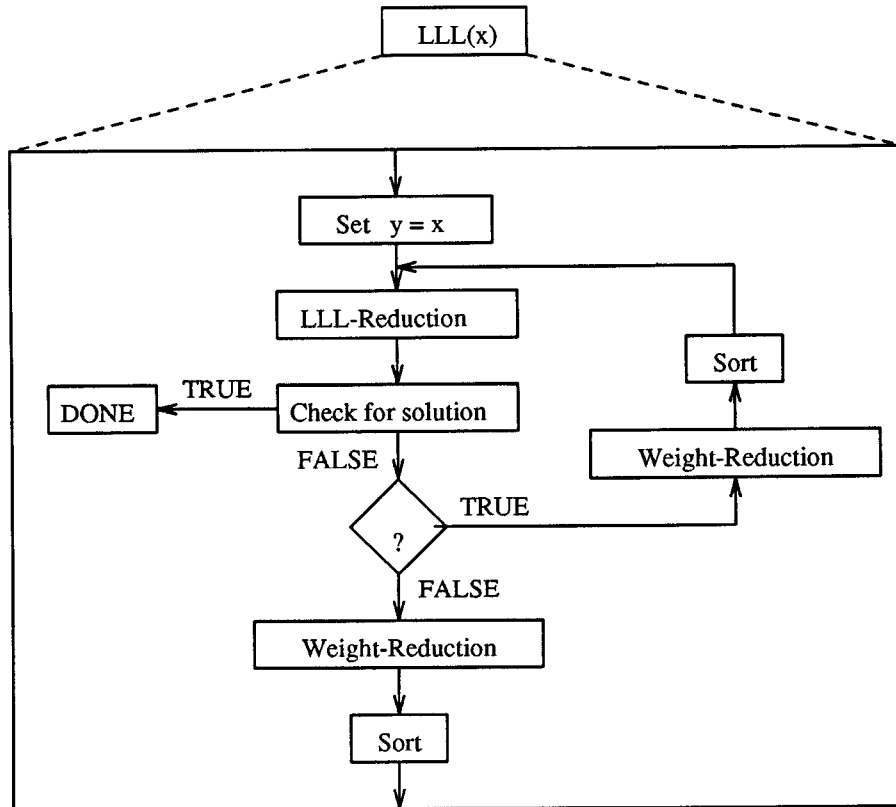 LLL(x)
Set y = x
LLL-Reduction
Sort
DONE
TRUE
Check for solution
FALSE
Weight-Reduction
TRUE
?
FALSE
Weight-Reduction
Sort